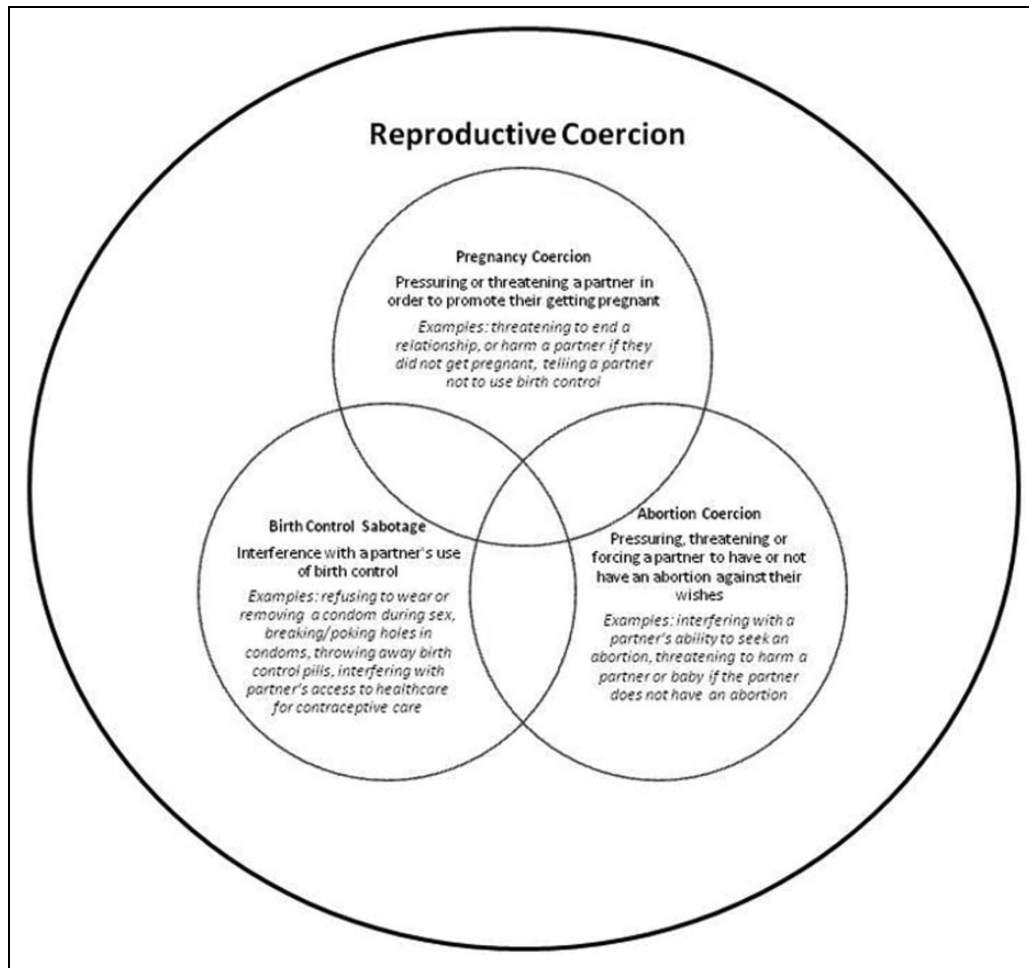 Reproductive Coercion
Pregnancy Coercion
Pressuring or threatening a partner in
order to promote their getting pregnant
Examples: threatening to end a
relationship, or harm a partner if they
did not get pregnant, telling a partner
not to use birth control
Birth Control Sabotage
Interference with a partner's use
of birth control
Examples: refusing to wear or
removing a condom during sex,
breaking/poking holes in
condoms, throwing away birth
control pills, interfering with
partner's access to healthcare
for contraceptive care
Abortion Coercion
Pressuring, threatening or
forcing a partner to have or not
have an abortion against their
wishes
Examples: interfering with a
partner's ability to seek an
abortion, threatening to harm a
partner or baby if the partner
does not have an abortion